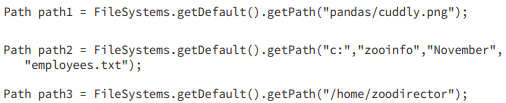 Path path1 = FileSystems.getDefault().getPath("pandas/cuddly.png");
Path path2 = FileSystems.getDefault().getPath("c:","zooinfo","November",
"employees.txt");
Path path3 = FileSystems.getDefault().getPath("/home/zoodirector");